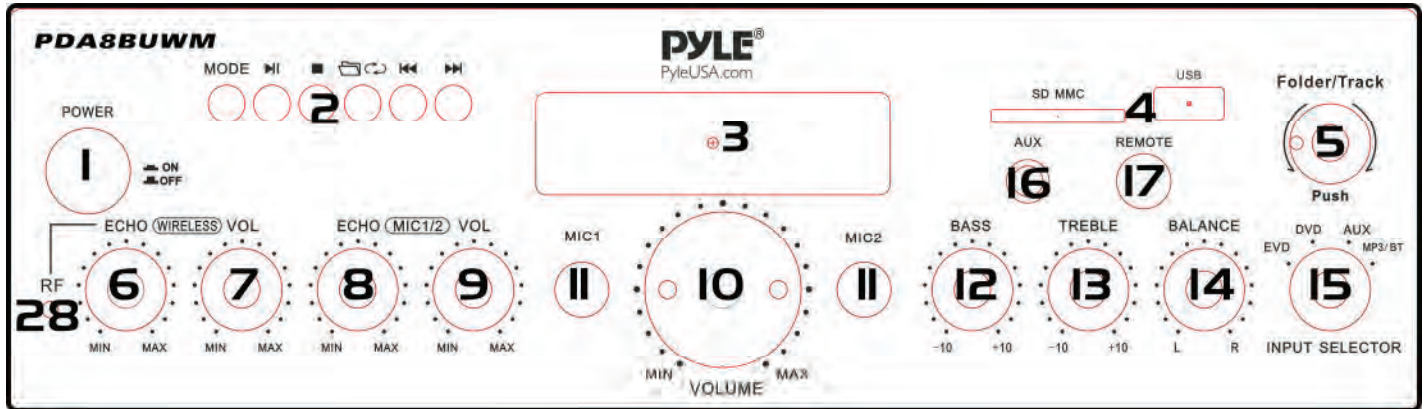 PDA8BUWM
PYLE®
PyleUSA.com
MODE
2
POWER
1
ON
OFF
3
SD MMC
4
USB
Folder/Track
5
Push
AUX
16
REMOTE
17
ECHO WIRELESS VOL
ECHO MIC1/2 VOL
RF
28
6
7
8
9
MIN MAX MIN MAX MIN MAX MIN MAX
MIC1
11
10
MIN MAX
VOLUME
MIC2
11
BASS
12
-10 +10
TREBLE
13
-10 +10
BALANCE
14
L R
EVD DVD AUX MP3/BT
15
INPUT SELECTOR